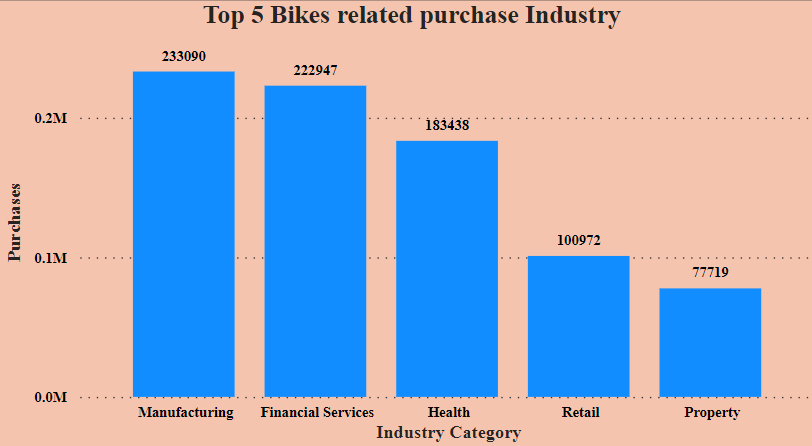 Top 5 Bikes related purchase Industry
233090
222947
183438
100972
77719
0.2M
0.1M
0.0M
Purchases
Manufacturing
Financial Services
Health
Retail
Property
Industry Category